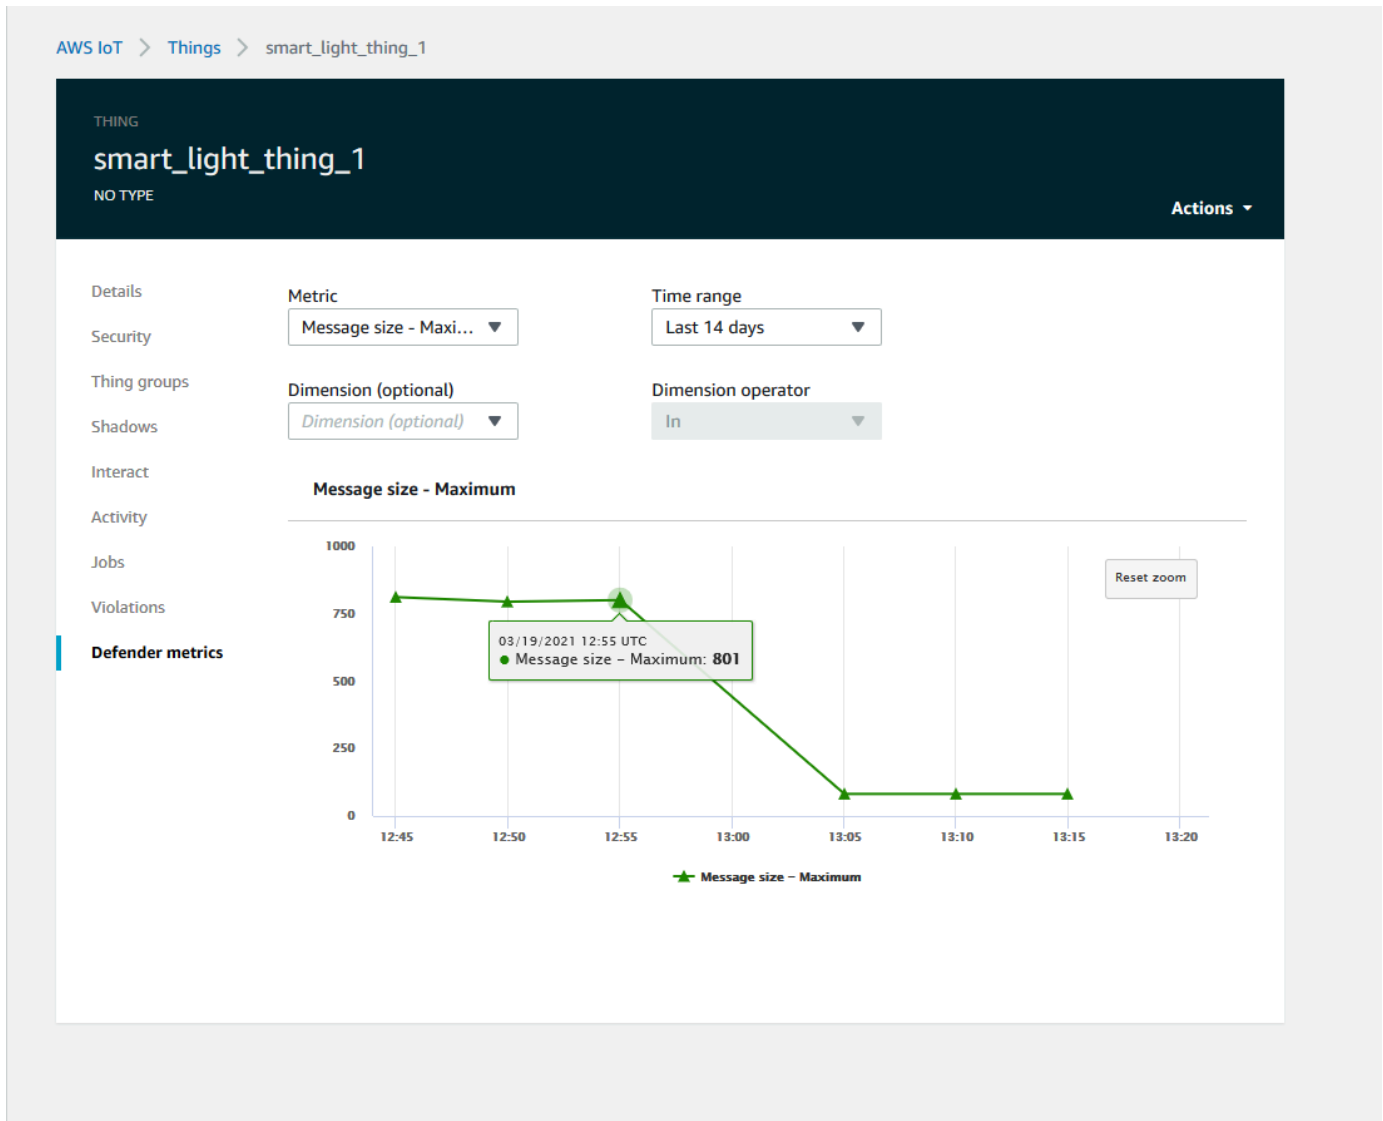 AWS IoT > Things > smart_light_thing_1
THING
smart_light_thing_1
NO TYPE
Actions
Details
Security
Thing groups
Shadows
Interact
Activity
Jobs
Violations
Defender metrics
Metric
Message size - Maxi...
Time range
Last 14 days
Dimension (optional)
Dimension (optional)
Dimension operator
In
Message size - Maximum
Reset zoom
1000
750
500
250
0
03/19/2021 12:55 UTC
Message size – Maximum: 801
12:45 12:50 12:55 13:00 13:05 13:10 13:15 13:20
Message size – Maximum